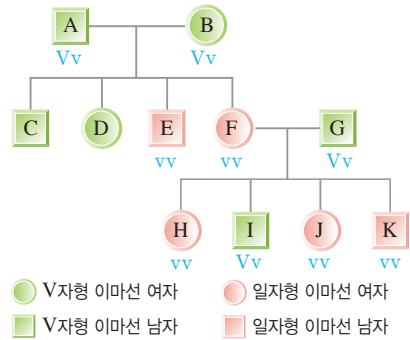 A B
Vv Vv
C D E F G
vv vv Vv
H I J K
vv Vv vv vv
V자형 이마선 여자 일자형 이마선 여자
V자형 이마선 남자 일자형 이마선 남자